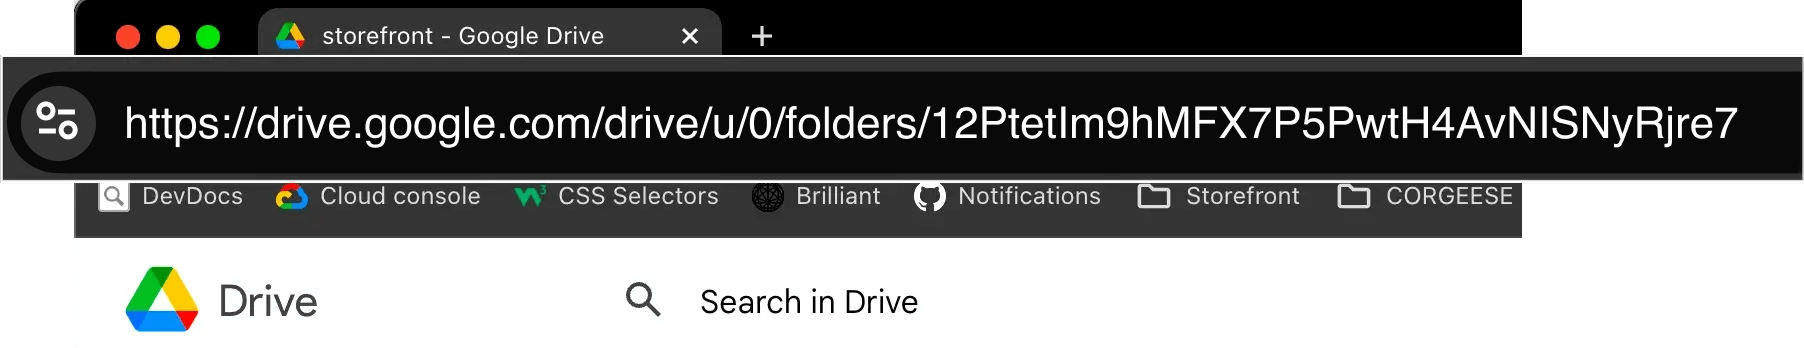 storefront - Google Drive
https://drive.google.com/drive/u/0/folders/12PtetIm9hMFX7P5PwtH4AvNISNyRjre7
DevDocs Cloud console CSS Selectors Brilliant Notifications Storefront CORGEESE
Drive Search in Drive